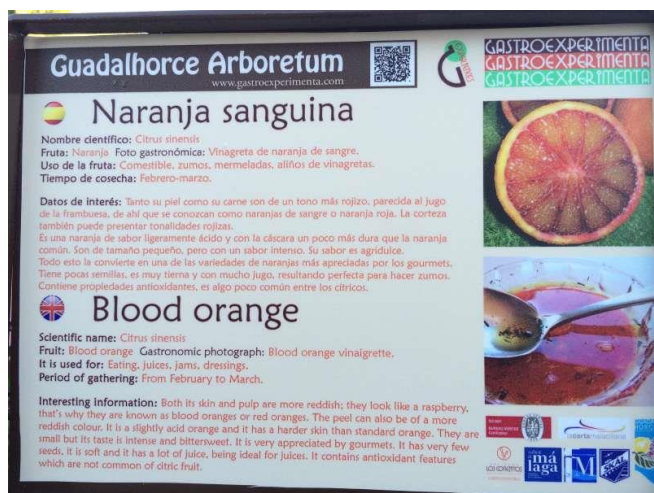 Guadalhorce Arboretum
www.gastroexperimenta.com
GASTROEXPER1MENTA
GASTROEXPER1MENTA
GASTROEXPER1MENTA
Naranja sanguina
Nombre científico: Citrus sinensis
Fruta: Naranja Foto gastronómica: Vinagreta de naranja de sangre.
Uso de la fruta: Comestible, zumos, mermeladas, aliños de vinagretas.
Tiempo de cosecha: Febrero-marzo.
Datos de interés: Tanto su piel como su carne son de un tono más rojizo, parecida al jugo
de la frambuesa, de ahí que se conozcan como naranjas de sangre o naranja roja. La corteza
también puede presentar tonalidades rojizas.
Es una naranja de sabor ligeramente ácido y con la cáscara un poco más dura que la naranja
común. Son de tamaño pequeño, pero con un sabor intenso. Su sabor es agridulce.
Todo esto la convierte en una de las variedades de naranjas más apreciadas por los gourmets.
Tiene pocas semillas, es muy tierna y con mucho jugo, resultando perfecta para hacer zumos.
Contiene propiedades antioxidantes, es algo poco común entre los cítricos.
Blood orange
Scientific name: Citrus sinensis
Fruit: Blood orange Gastronomic photograph: Blood orange vinaigrette.
It is used for: Eating, juices, jams, dressings.
Period of gathering: From February to March.
Interesting information: Both its skin and pulp are more reddish; they look like a raspberry,
that's why they are known as blood oranges or red oranges. The peel can also be of a more
reddish colour. It is a slightly acid orange and it has a harder skin than standard orange. They are
small but its taste is intense and bittersweet. It is very appreciated by gourmets. It has very few
seeds, it is soft and it has a lot of juice, being ideal for juices. It contains antioxidant features
which are not common of citric fruit.
málaga
M